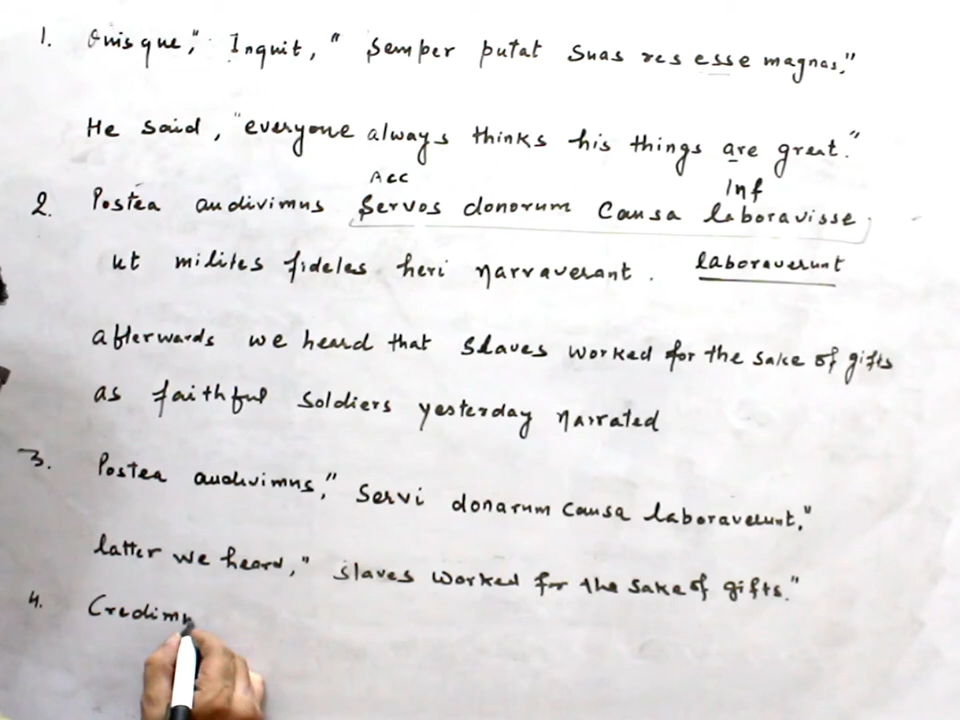 1. Quisque," Inquit, " Semper putat Suas res esse magnas."
He said, "everyone always thinks his things are great."
Acc Inf
2. Postea audivimus Servos donorum Causa laboravisse.
ut milites fideles heri narraverant. laboraverunt
afterwards we heard that slaves worked for the sake of gifts
as faithful Soldiers yesterday narrated
3. Postea audivimus," Servi donarum Causa laboraverunt,"
latter we heard," slaves worked for the sake of gifts."
4. Credimu